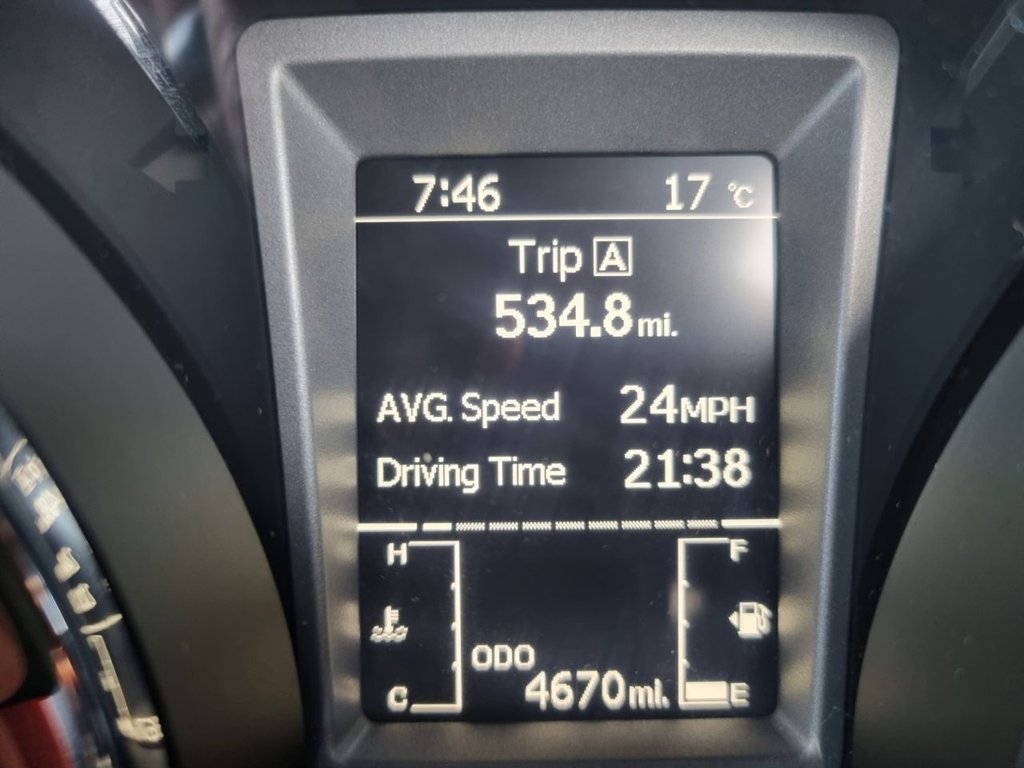 7:46 17 °C
Trip A
534.8 mi.
AVG. Speed 24 MPH
Driving Time 21:38
H F
ODO
C 4670 mi. E